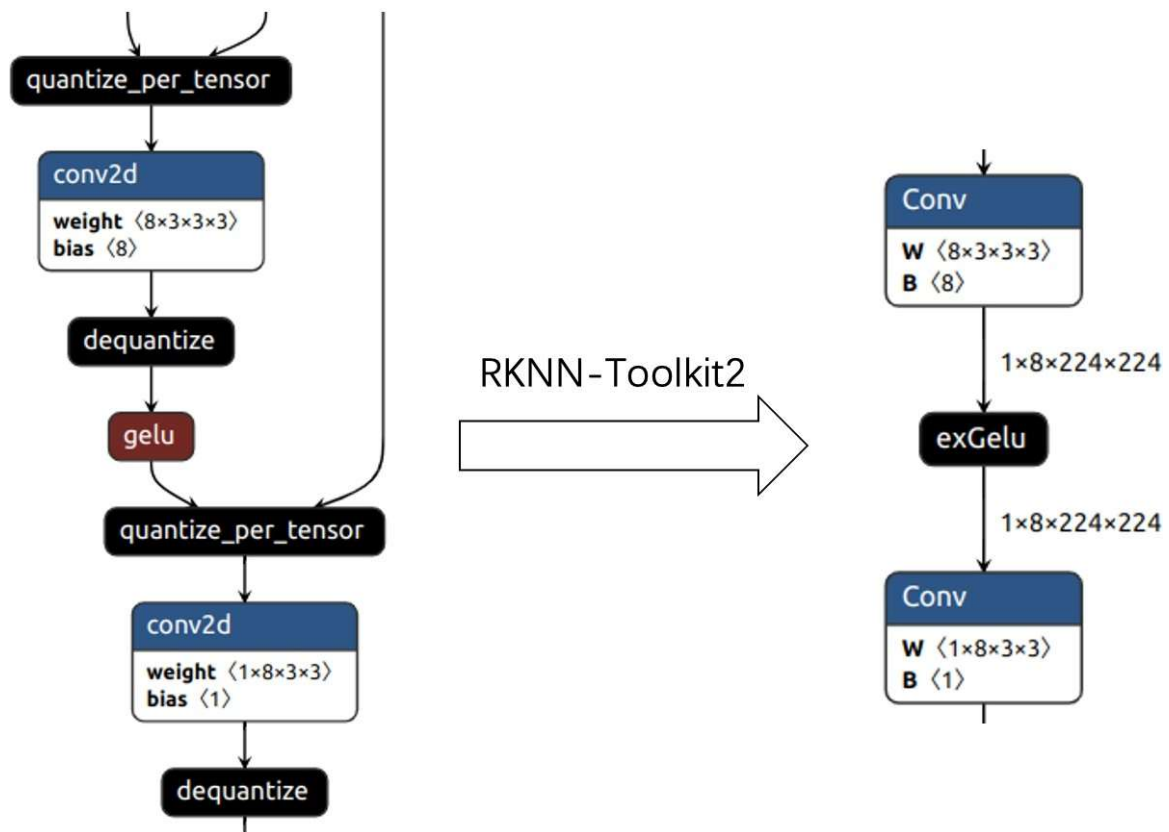 quantize_per_tensor
conv2d
weight 〈8×3×3×3〉
bias 〈8〉
dequantize
gelu
quantize_per_tensor
conv2d
weight 〈1×8×3×3〉
bias 〈1〉
dequantize
RKNN-Toolkit2
Conv
W 〈8×3×3×3〉
B 〈8〉
1×8×224×224
exGelu
1×8×224×224
Conv
W 〈1×8×3×3〉
B 〈1〉